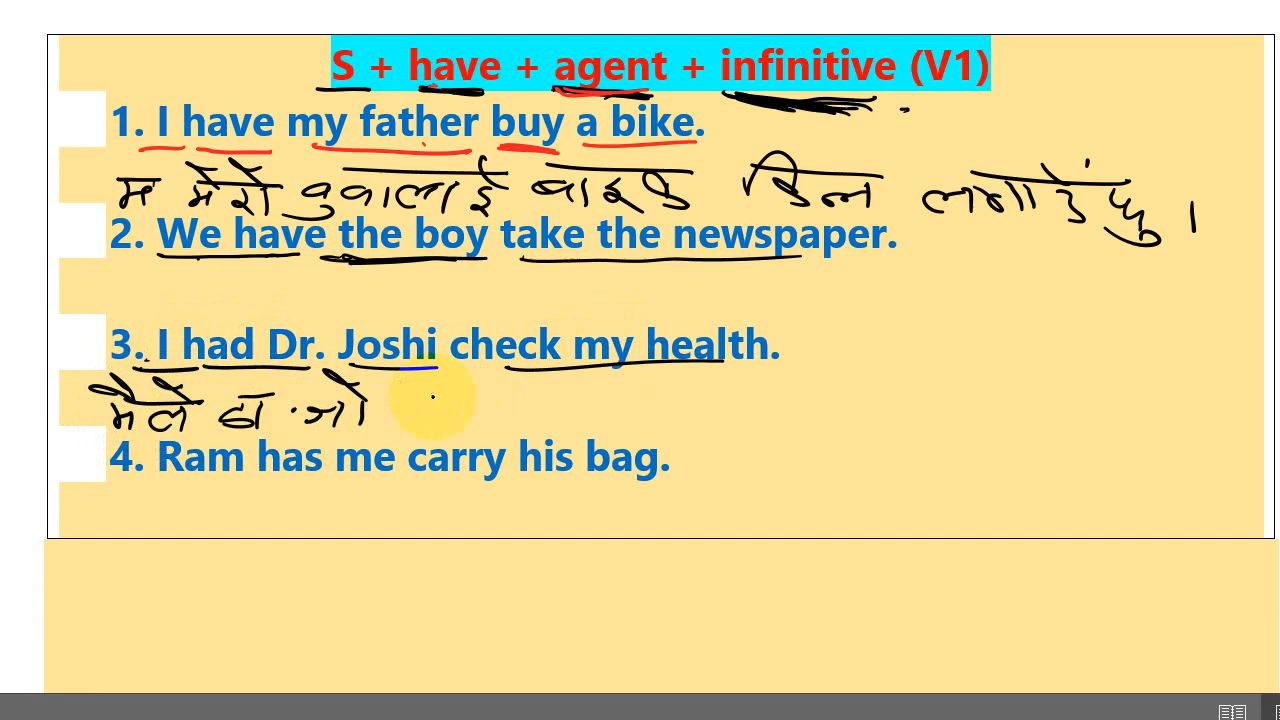 S + have + agent + infinitive (V1)
1. I have my father buy a bike.
म मेरो बुवालाई बाइक किन्न लगाउँछु ।
2. We have the boy take the newspaper.
3. I had Dr. Joshi check my health.
मैले डा. जो
4. Ram has me carry his bag.